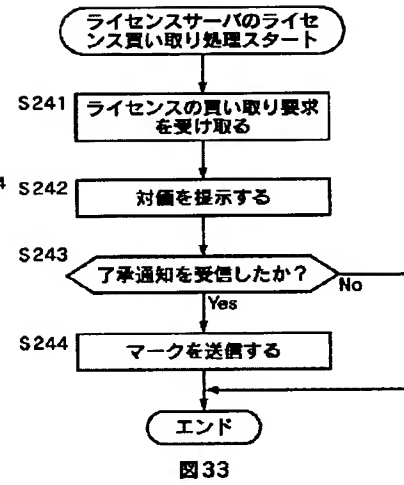 ライセンスサーバのライセ
ンス買い取り処理スタート
S241
ライセンスの買い取り要求
を受け取る
S242
対価を提示する
S243
了承通知を受信したか?
No
Yes
S244
マークを送信する
エンド
図33